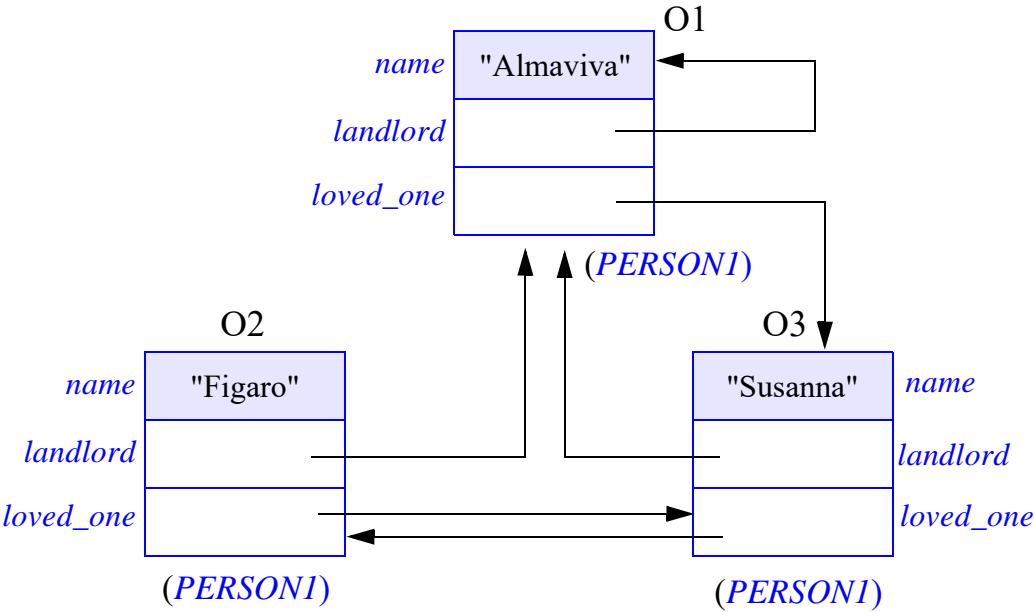 O1
name "Almaviva"
landlord
loved_one
(PERSON1)
O2
O3
name "Figaro"
"Susanna" name
landlord
landlord
loved_one
loved_one
(PERSON1)
(PERSON1)